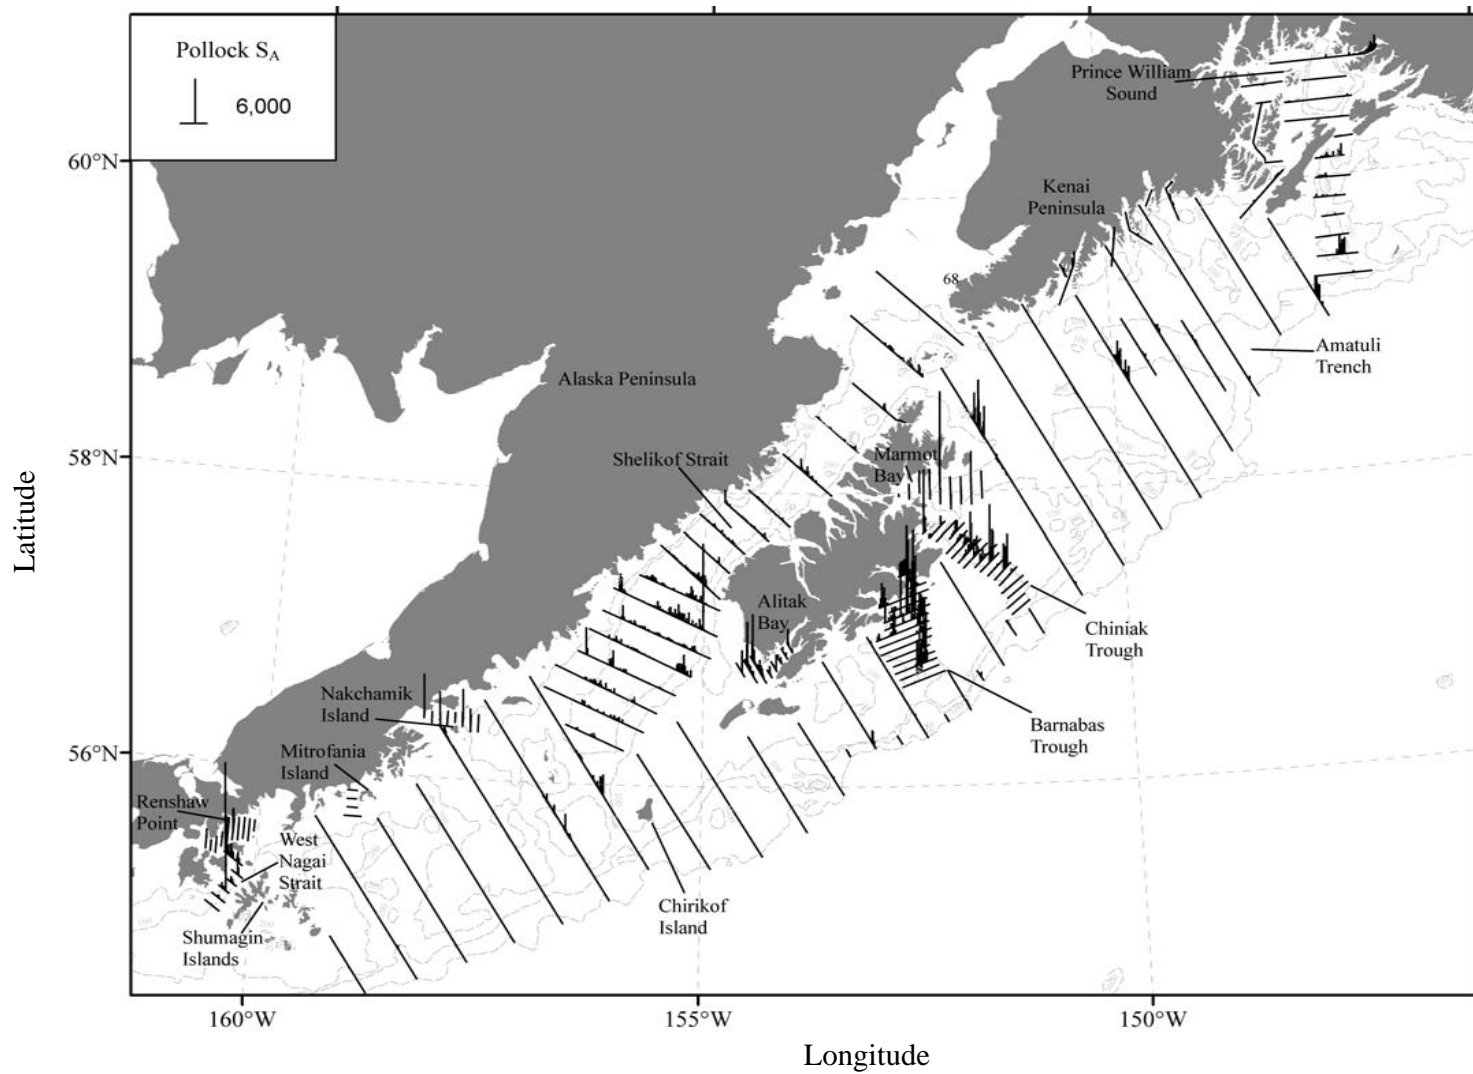 Pollock SA
6,000
Prince William
Sound
60°N
Kenai
Peninsula
68
Amatuli
Trench
Alaska Peninsula
58°N
Shelikof Strait
Marmot
Bay
Latitude
Alitak
Bay
Chiniak
Trough
Nakchamik
Island
Barnabas
Trough
56°N
Mitrofania
Island
Renshaw
Point
West
Nagai
Strait
Chirikof
Island
Shumagin
Islands
160°W
155°W
150°W
Longitude